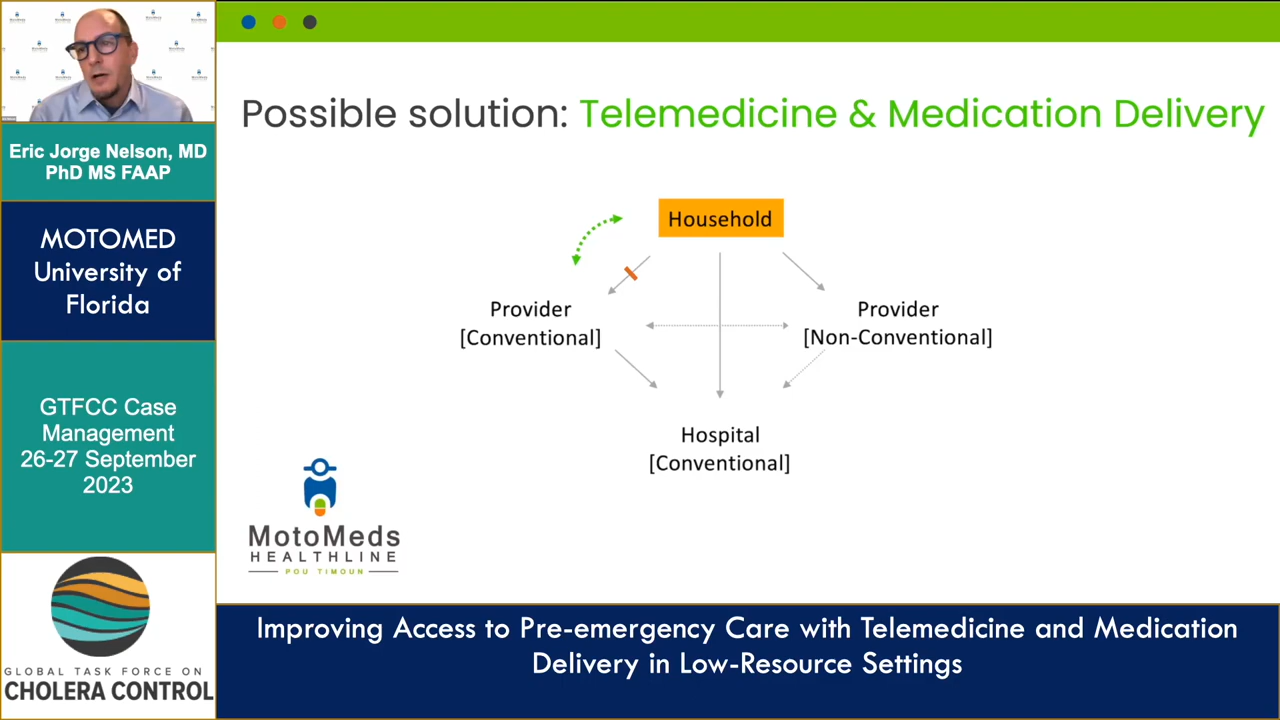 Eric Jorge Nelson, MD
PhD MS FAAP
MOTOMED
University of
Florida
GTFCC Case
Management
26-27 September
2023
GLOBAL TASK FORCE ON
CHOLERA CONTROL
Possible solution: Telemedicine & Medication Delivery
Household
Provider
[Conventional]
Provider
[Non-Conventional]
Hospital
[Conventional]
MotoMeds
HEALTHLINE
POU TIMOUN
Improving Access to Pre-emergency Care with Telemedicine and Medication
Delivery in Low-Resource Settings